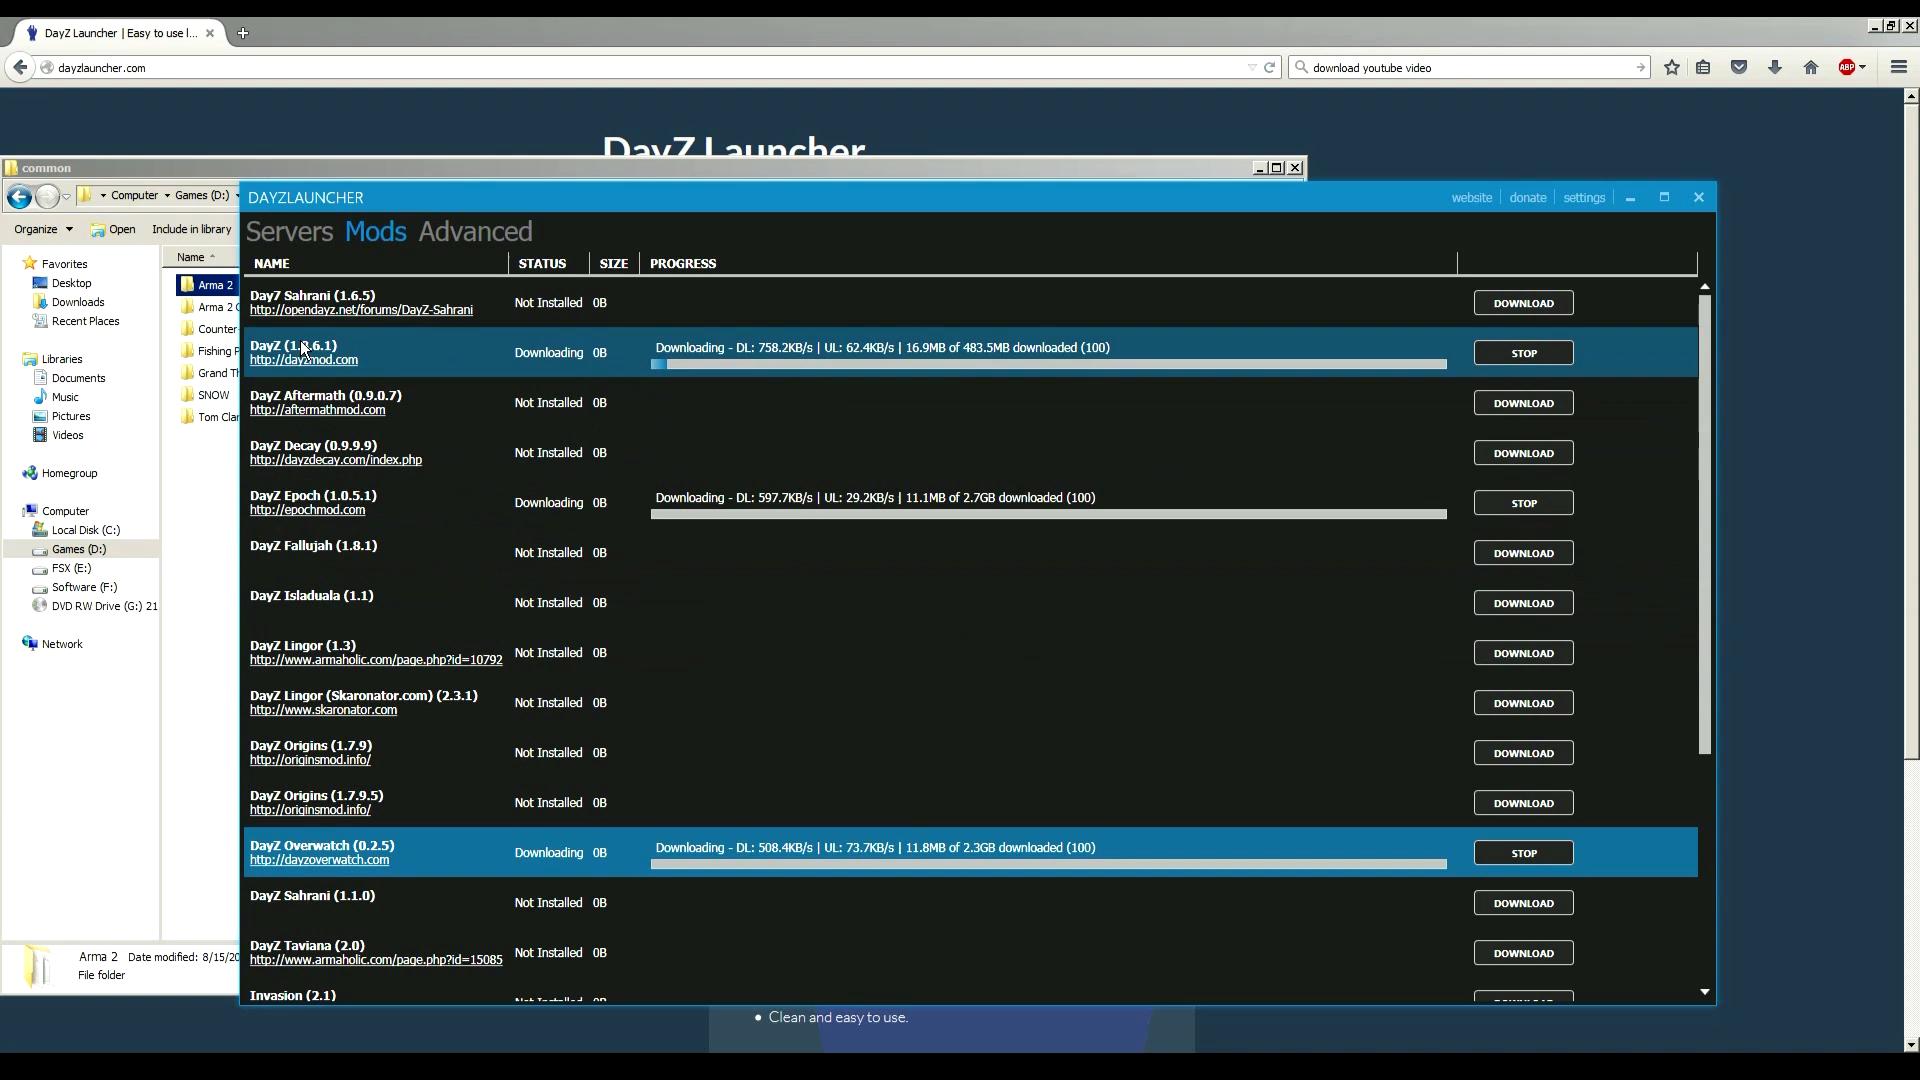 DayZ Launcher | Easy to use l...
dayzlauncher.com
download youtube video
ABP
DayZ Launcher
common
Computer
Games (D:)
Organize
Open
Include in library
Favorites
Desktop
Downloads
Recent Places
Libraries
Documents
Music
Pictures
Videos
Homegroup
Computer
Local Disk (C:)
Games (D:)
FSX (E:)
Software (F:)
DVD RW Drive (G:) 21
Network
Name
Arma 2
Arma 2
Counter
Fishing
Grand
SNOW
Tom
Arma 2 Date modified: 8/15/20
File folder
DAYZLAUNCHER
website donate settings
Servers Mods Advanced
NAME STATUS SIZE PROGRESS
DayZ Sahrani (1.6.5)
http://opendayz.net/forums/DayZ-Sahrani
Not Installed 0B DOWNLOAD
DayZ
http://dayzmod.com
Downloading 0B Downloading - DL: 758.2KB/s | UL: 62.4KB/s | 16.9MB of 483.5MB downloaded (100) STOP
DayZ Aftermath (0.9.0.7)
http://aftermathmod.com
Not Installed 0B DOWNLOAD
DayZ Decay (0.9.9.9)
http://dayzdecay.com/index.php
Not Installed 0B DOWNLOAD
DayZ Epoch (1.0.5.1)
http://epochmod.com
Downloading 0B Downloading - DL: 597.7KB/s | UL: 29.2KB/s | 11.1MB of 2.7GB downloaded (100) STOP
DayZ Fallujah (1.8.1)
Not Installed 0B DOWNLOAD
DayZ Isladuala (1.1)
Not Installed 0B DOWNLOAD
DayZ Lingor (1.3)
http://www.armaholic.com/page.php?id=10792
Not Installed 0B DOWNLOAD
DayZ Lingor (Skaronator.com) (2.3.1)
http://www.skaronator.com
Not Installed 0B DOWNLOAD
DayZ Origins (1.7.9)
http://originsmod.info/
Not Installed 0B DOWNLOAD
DayZ Origins (1.7.9.5)
http://originsmod.info/
Not Installed 0B DOWNLOAD
DayZ Overwatch (0.2.5)
http://dayzoverwatch.com
Downloading 0B Downloading - DL: 508.4KB/s | UL: 73.7KB/s | 11.8MB of 2.3GB downloaded (100) STOP
DayZ Sahrani (1.1.0)
Not Installed 0B DOWNLOAD
DayZ Taviana (2.0)
http://www.armaholic.com/page.php?id=15085
Not Installed 0B DOWNLOAD
Invasion (2.1)
Not Installed 0B DOWNLOAD
• Clean and easy to use.